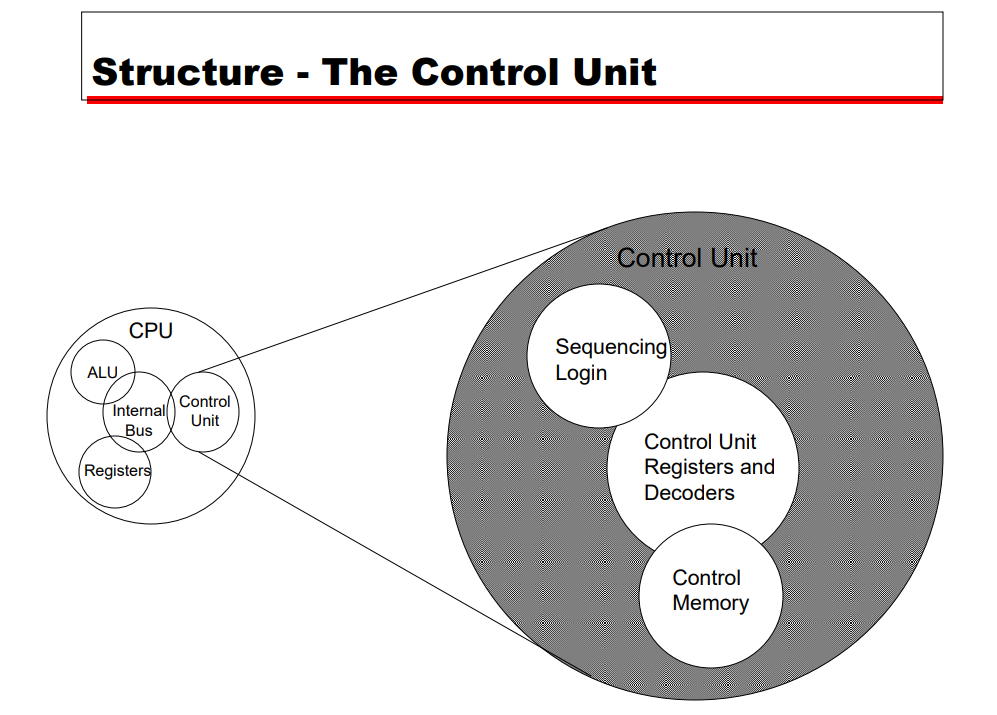 Structure - The Control Unit
CPU
ALU
Internal
Bus
Control
Unit
Registers
Control Unit
Sequencing
Login
Control Unit
Registers and
Decoders
Control
Memory